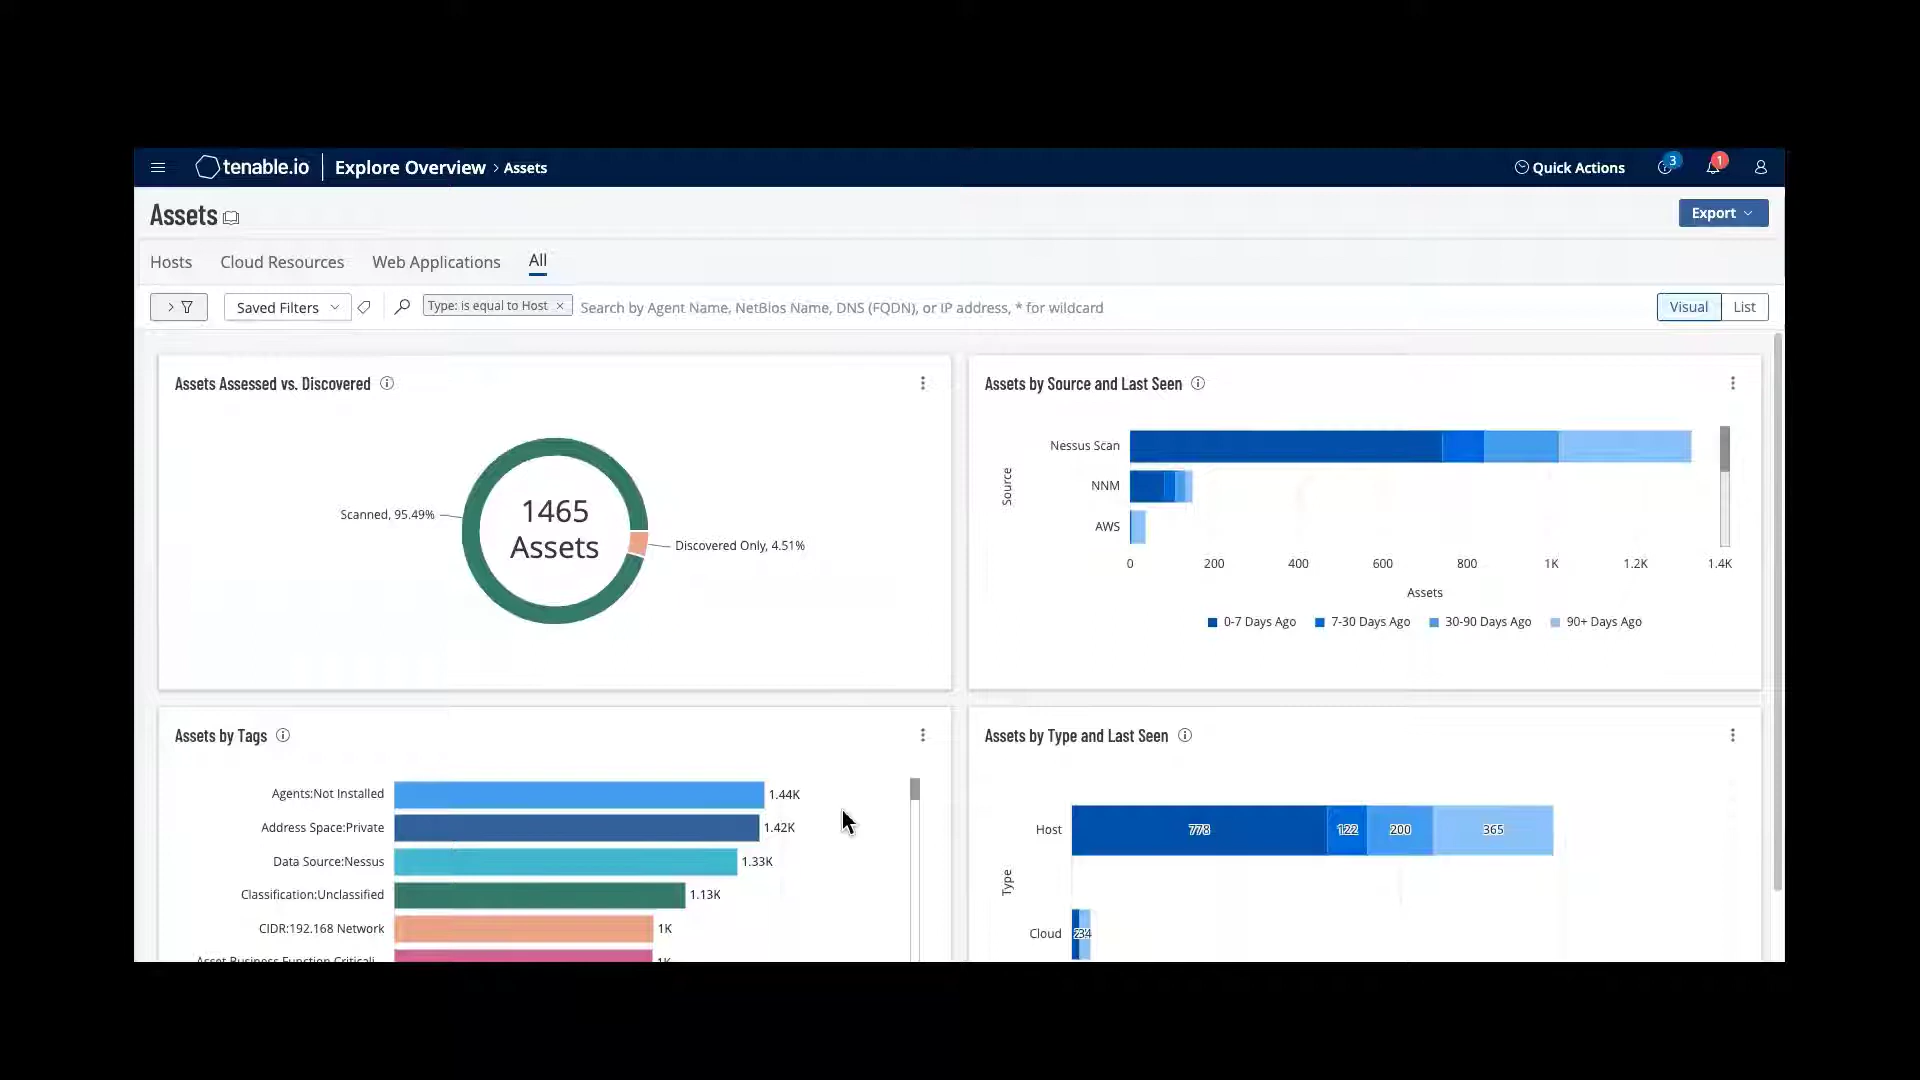 tenable.io Explore Overview > Assets Quick Actions 3 1
Assets Export
Hosts Cloud Resources Web Applications All
Saved Filters Type: is equal to Host × Search by Agent Name, NetBios Name, DNS (FQDN), or IP address, * for wildcard Visual List
Assets Assessed vs. Discovered
Scanned, 95.49%
1465
Assets
Discovered Only, 4.51%
Assets by Source and Last Seen
Source
Nessus Scan
NNM
AWS
0 200 400 600 800 1K 1.2K 1.4K
Assets
0-7 Days Ago 7-30 Days Ago 30-90 Days Ago 90+ Days Ago
Assets by Tags
Agents:Not Installed 1.44K
Address Space:Private 1.42K
Data Source:Nessus 1.33K
Classification:Unclassified 1.13K
CIDR:192.168 Network 1K
Asset Business Function Criticali... 1K
Assets by Type and Last Seen
Type
Host 778 122 200 365
Cloud